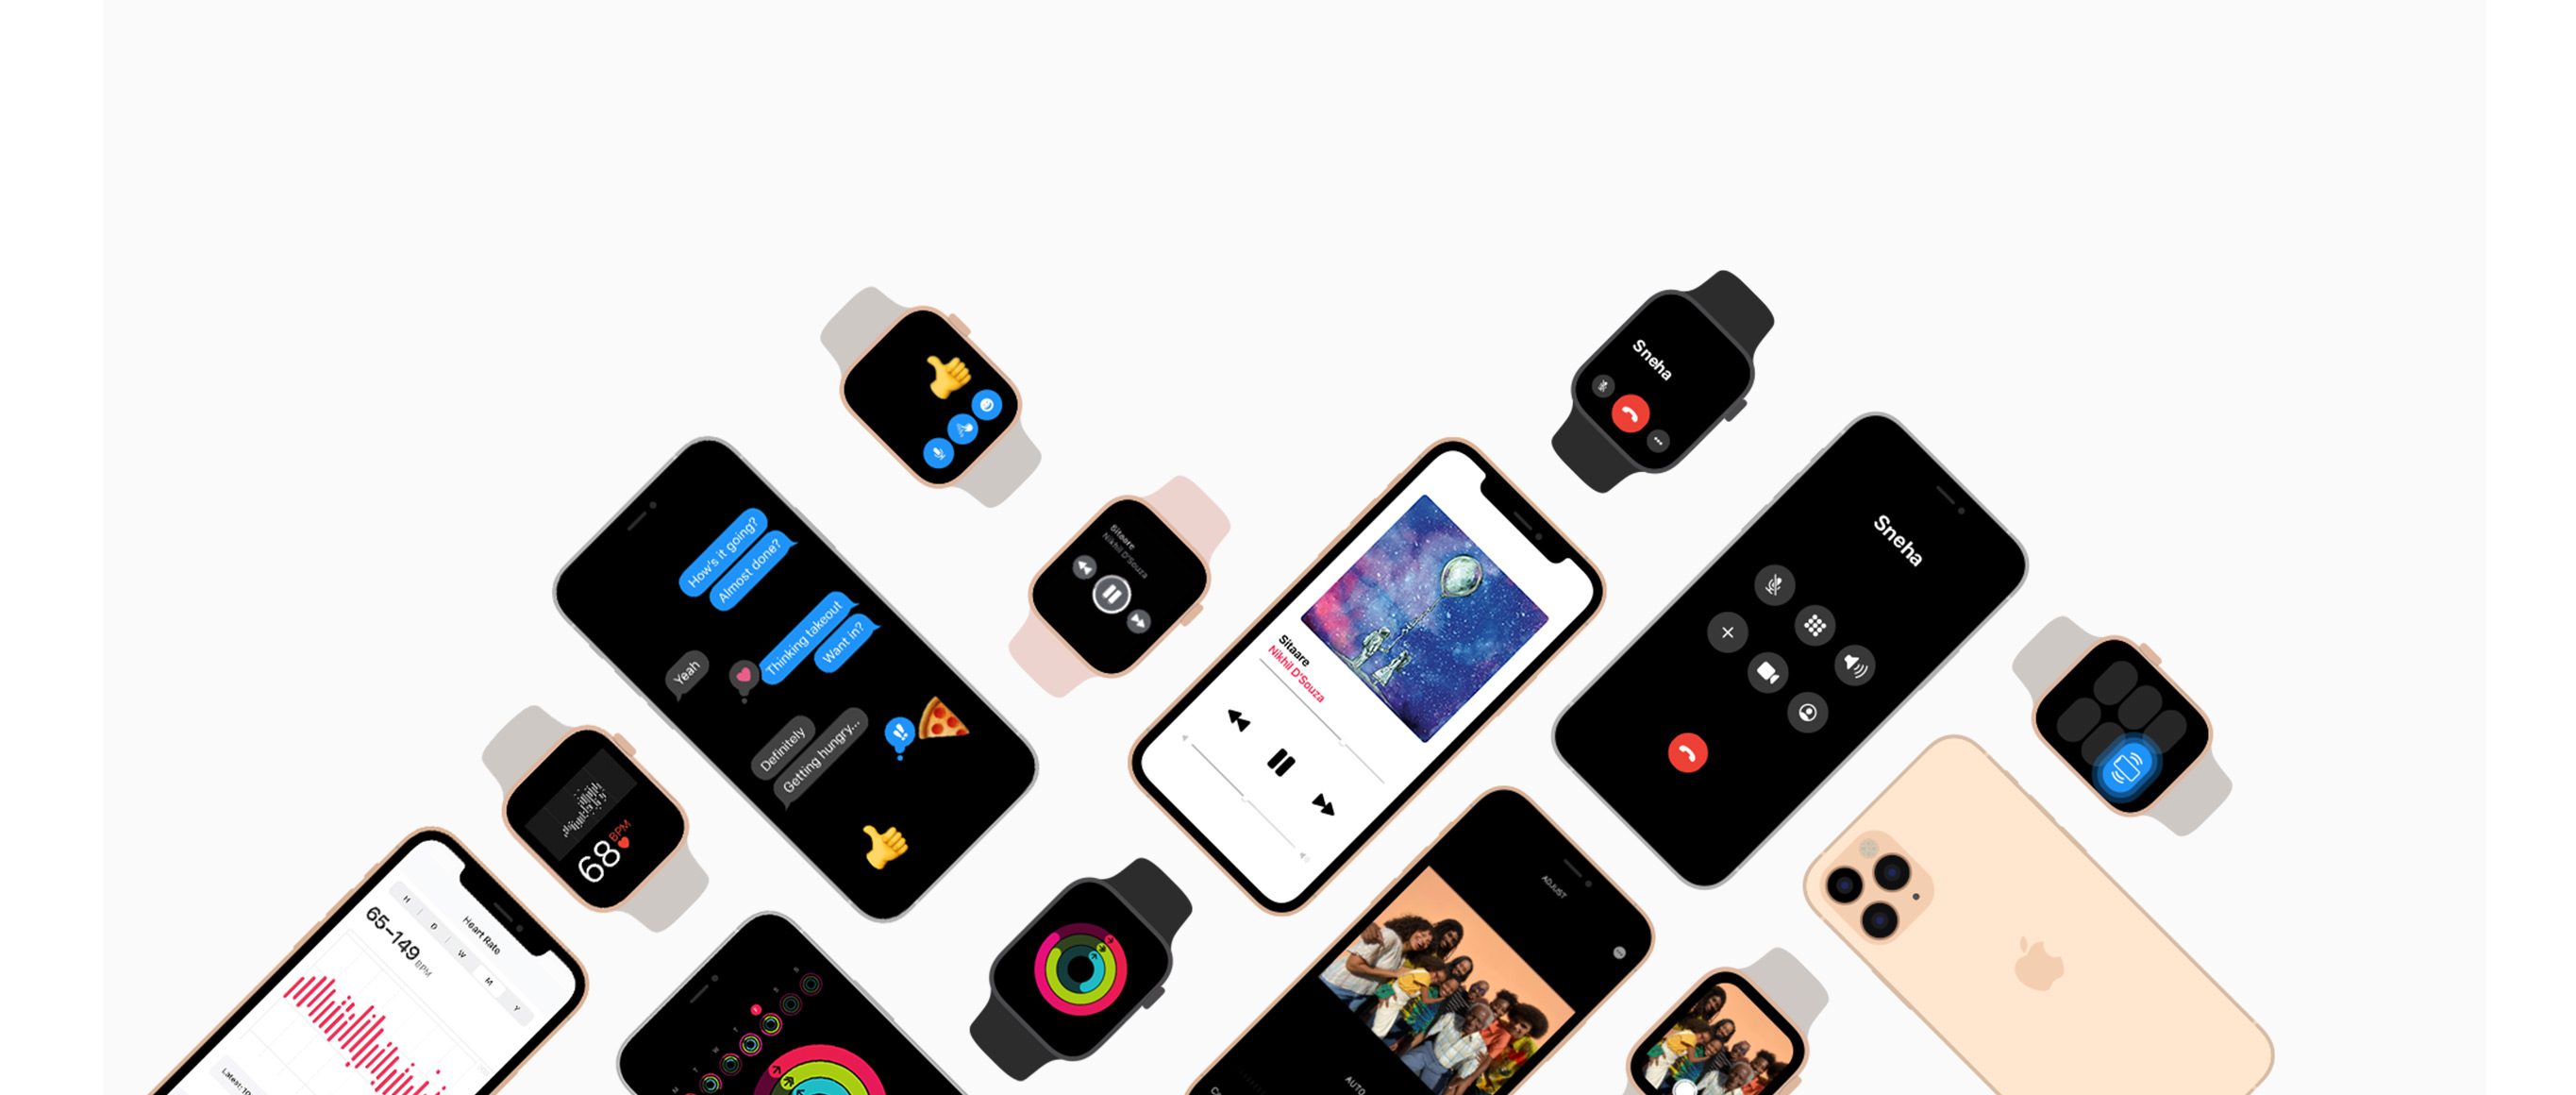 Sneha
How's it going?
Almost done?
Thinking takeout
Want in?
Yeah
Definitely
Getting hungry...
Sitaare
Nikhil D'Souza
Sitaare
Nikhil D'Souza
Sneha
68 BPM
Heart Rate
H D W M Y
65–149 BPM
ADJUST
AUTO